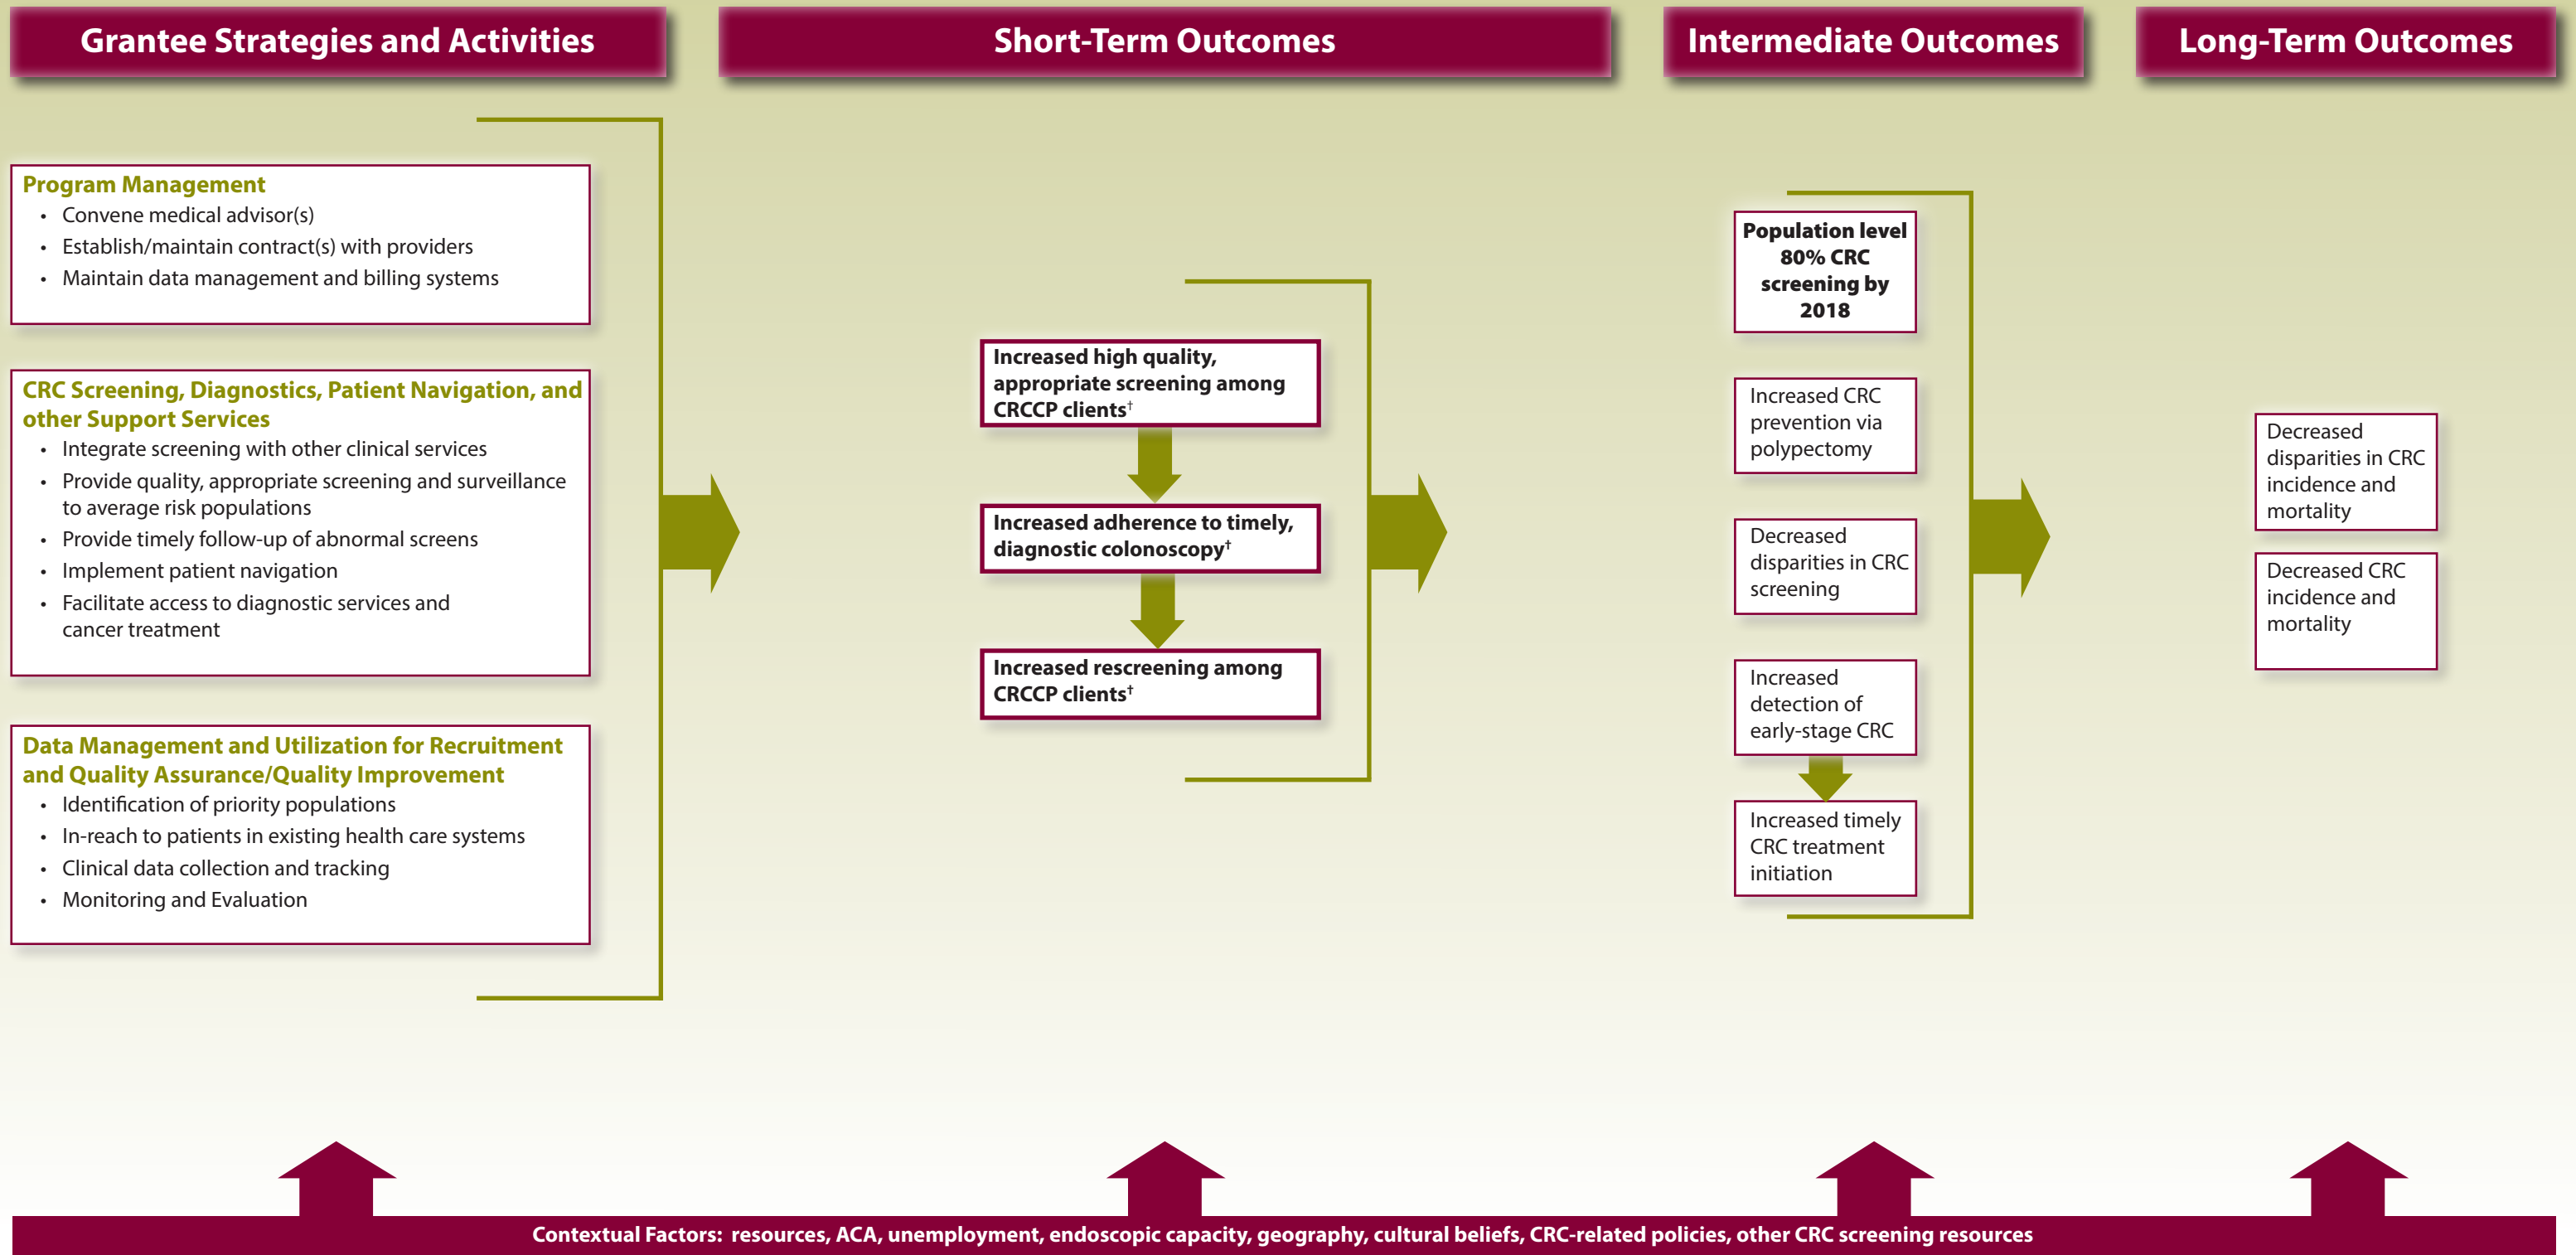 Grantee Strategies and Activities
Short-Term Outcomes
Intermediate Outcomes
Long-Term Outcomes
Program Management
• Convene medical advisor(s)
• Establish/maintain contract(s) with providers
• Maintain data management and billing systems
CRC Screening, Diagnostics, Patient Navigation, and
other Support Services
• Integrate screening with other clinical services
• Provide quality, appropriate screening and surveillance
to average risk populations
• Provide timely follow-up of abnormal screens
• Implement patient navigation
• Facilitate access to diagnostic services and
cancer treatment
Data Management and Utilization for Recruitment
and Quality Assurance/Quality Improvement
• Identification of priority populations
• In-reach to patients in existing health care systems
• Clinical data collection and tracking
• Monitoring and Evaluation
Increased high quality,
appropriate screening among
CRCCP clients†
Increased adherence to timely,
diagnostic colonoscopy†
Increased rescreening among
CRCCP clients†
Population level
80% CRC
screening by
2018
Increased CRC
prevention via
polypectomy
Decreased
disparities in CRC
screening
Increased
detection of
early-stage CRC
Increased timely
CRC treatment
initiation
Decreased
disparities in CRC
incidence and
mortality
Decreased CRC
incidence and
mortality
Contextual Factors: resources, ACA, unemployment, endoscopic capacity, geography, cultural beliefs, CRC-related policies, other CRC screening resources